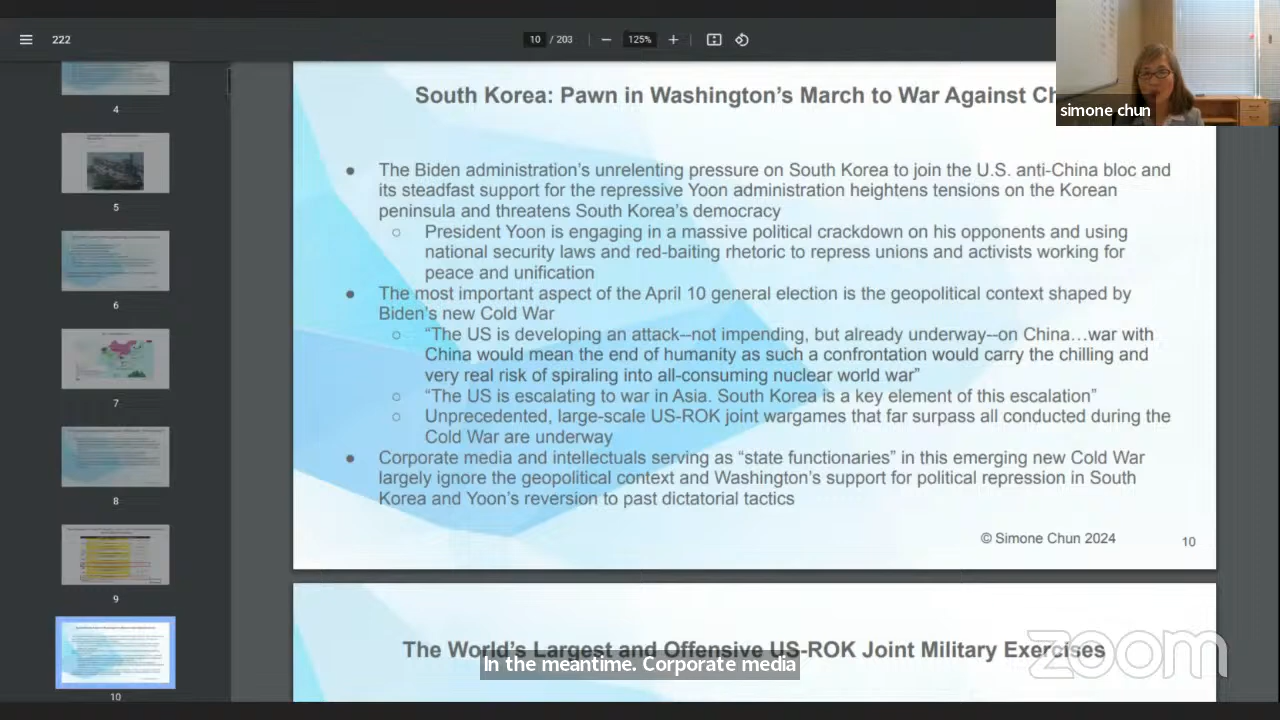 222
10 / 203
125%
simone chun
4
5
6
7
8
9
10
South Korea: Pawn in Washington's March to War Against
● The Biden administration's unrelenting pressure on South Korea to join the U.S. anti-China bloc and
its steadfast support for the repressive Yoon administration heightens tensions on the Korean
peninsula and threatens South Korea's democracy
○ President Yoon is engaging in a massive political crackdown on his opponents and using
national security laws and red-baiting rhetoric to repress unions and activists working for
peace and unification
● The most important aspect of the April 10 general election is the geopolitical context shaped by
Biden's new Cold War
○ “The US is developing an attack--not impending, but already underway--on China…war with
China would mean the end of humanity as such a confrontation would carry the chilling and
very real risk of spiraling into all-consuming nuclear world war”
○ “The US is escalating to war in Asia. South Korea is a key element of this escalation”
○ Unprecedented, large-scale US-ROK joint wargames that far surpass all conducted during the
Cold War are underway
● Corporate media and intellectuals serving as “state functionaries” in this emerging new Cold War
largely ignore the geopolitical context and Washington's support for political repression in South
Korea and Yoon's reversion to past dictatorial tactics
© Simone Chun 2024
10
The World's Largest and Offensive US-ROK Joint Military Exercises
In the meantime. Corporate media
zoom